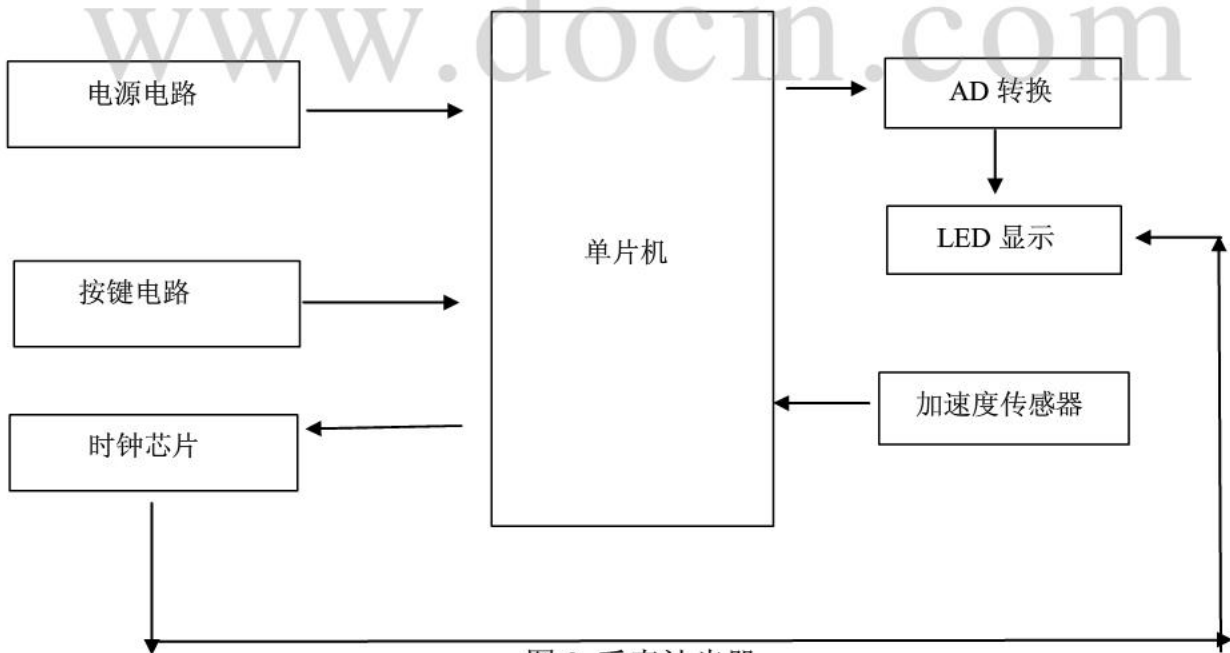 www.docin.com
电源电路
AD 转换
单片机
LED 显示
按键电路
加速度传感器
时钟芯片